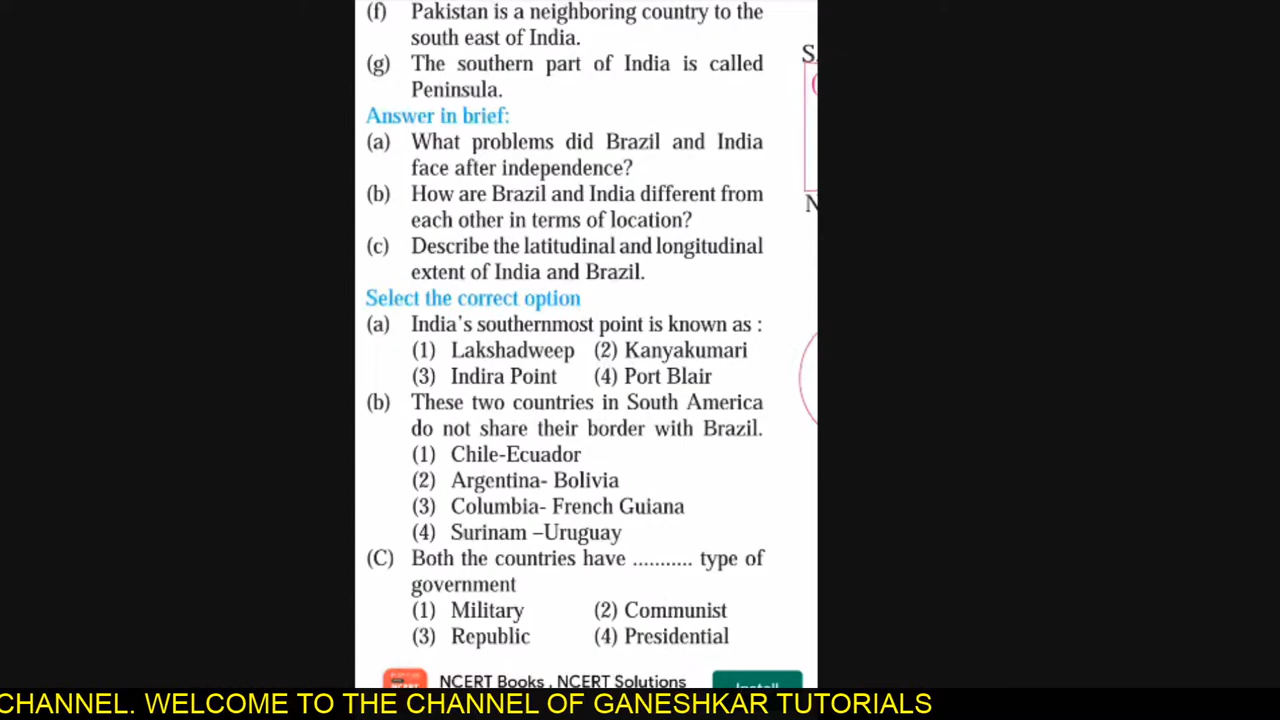 (f) Pakistan is a neighboring country to the
south east of India.
(g) The southern part of India is called
Peninsula.
Answer in brief:
(a) What problems did Brazil and India
face after independence?
(b) How are Brazil and India different from
each other in terms of location?
(c) Describe the latitudinal and longitudinal
extent of India and Brazil.
Select the correct option
(a) India's southernmost point is known as :
(1) Lakshadweep (2) Kanyakumari
(3) Indira Point (4) Port Blair
(b) These two countries in South America
do not share their border with Brazil.
(1) Chile-Ecuador
(2) Argentina- Bolivia
(3) Columbia- French Guiana
(4) Surinam –Uruguay
(C) Both the countries have ........... type of
government
(1) Military (2) Communist
(3) Republic (4) Presidential
NCERT Books , NCERT Solutions
Install
CHANNEL. WELCOME TO THE CHANNEL OF GANESHKAR TUTORIALS